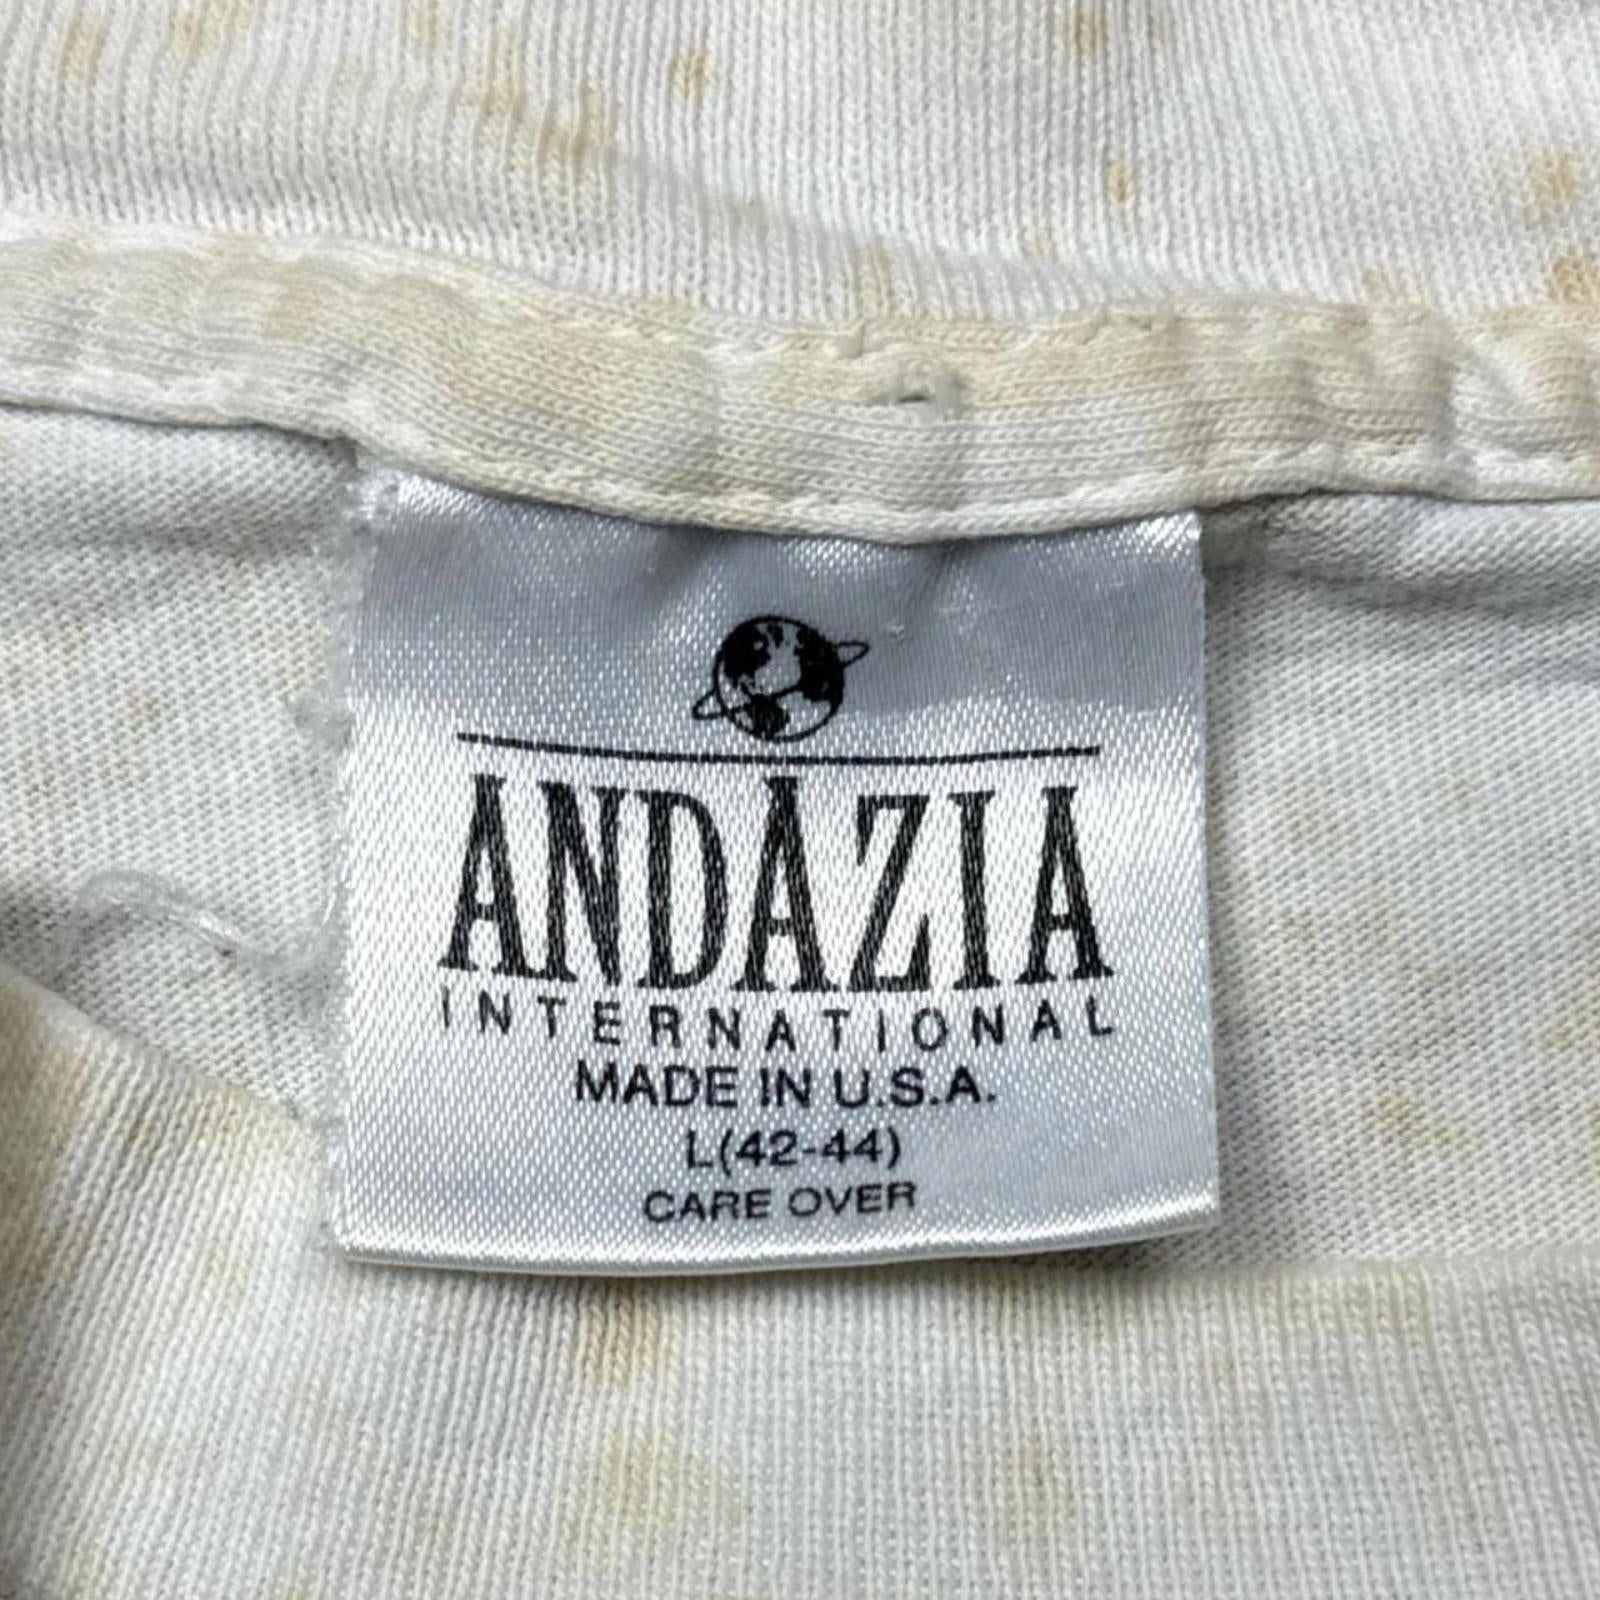 ANDAZIA
INTERNATIONAL
MADE IN U.S.A.
L(42-44)
CARE OVER